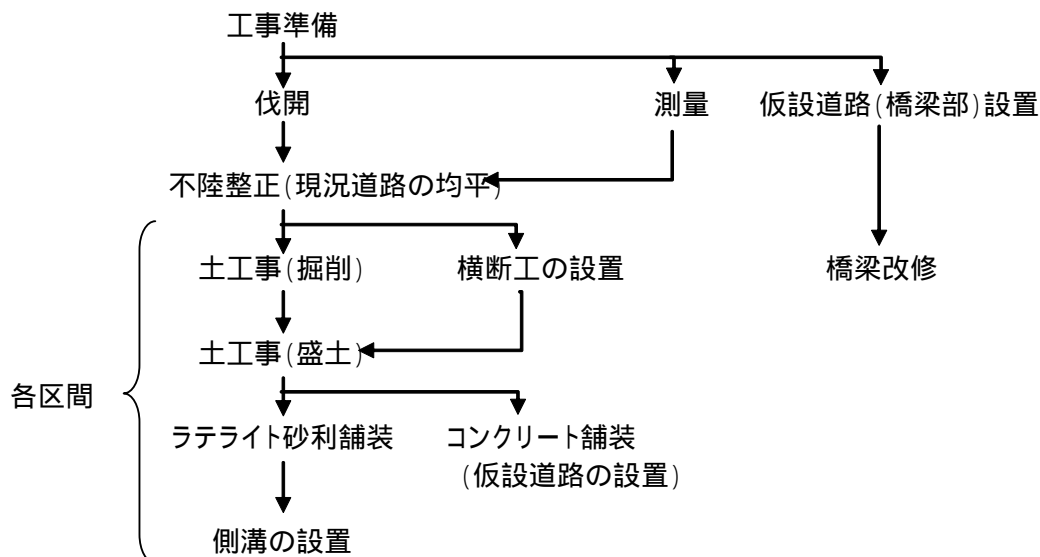 工事準備
伐開
測量
仮設道路(橋梁部)設置
不陸整正(現況道路の均平)
土工事(掘削)
横断工の設置
橋梁改修
土工事(盛土)
各区間
ラテライト砂利舗装
コンクリート舗装
(仮設道路の設置)
側溝の設置